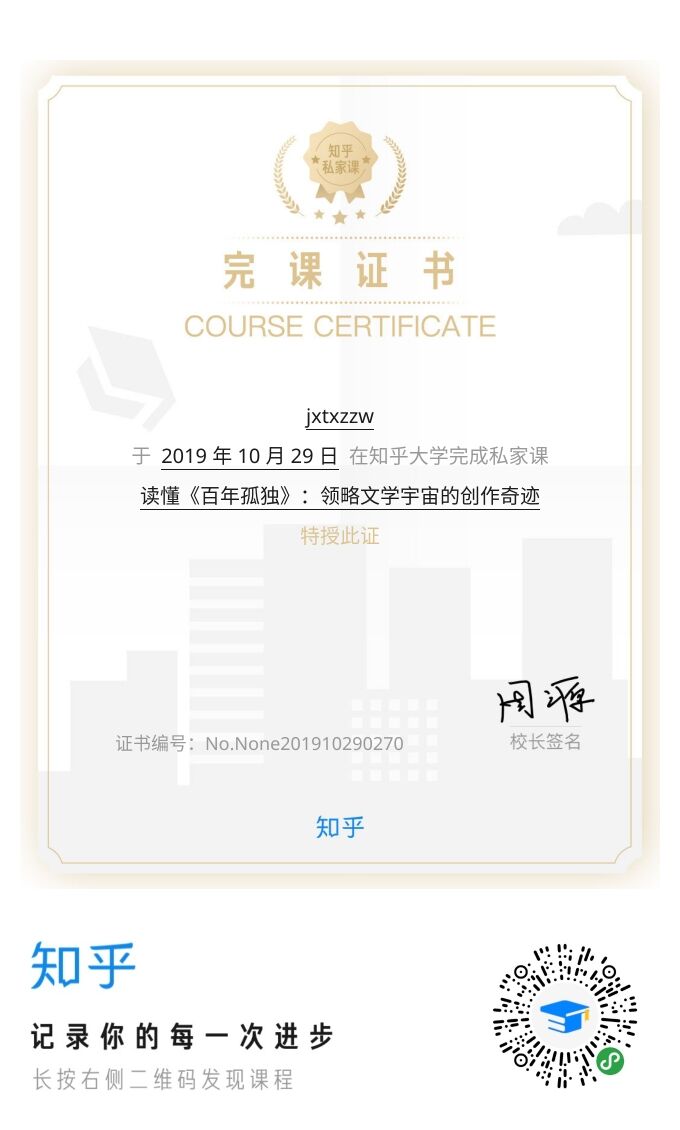 知乎
私家课
完课证书
COURSE CERTIFICATE
jxtxzzw
于 2019 年 10 月 29 日 在知乎大学完成私家课
读懂《百年孤独》：领略文学宇宙的创作奇迹
特授此证
周源
证书编号：No.None201910290270
校长签名
知乎
知乎
记录你的每一次进步
长按右侧二维码发现课程